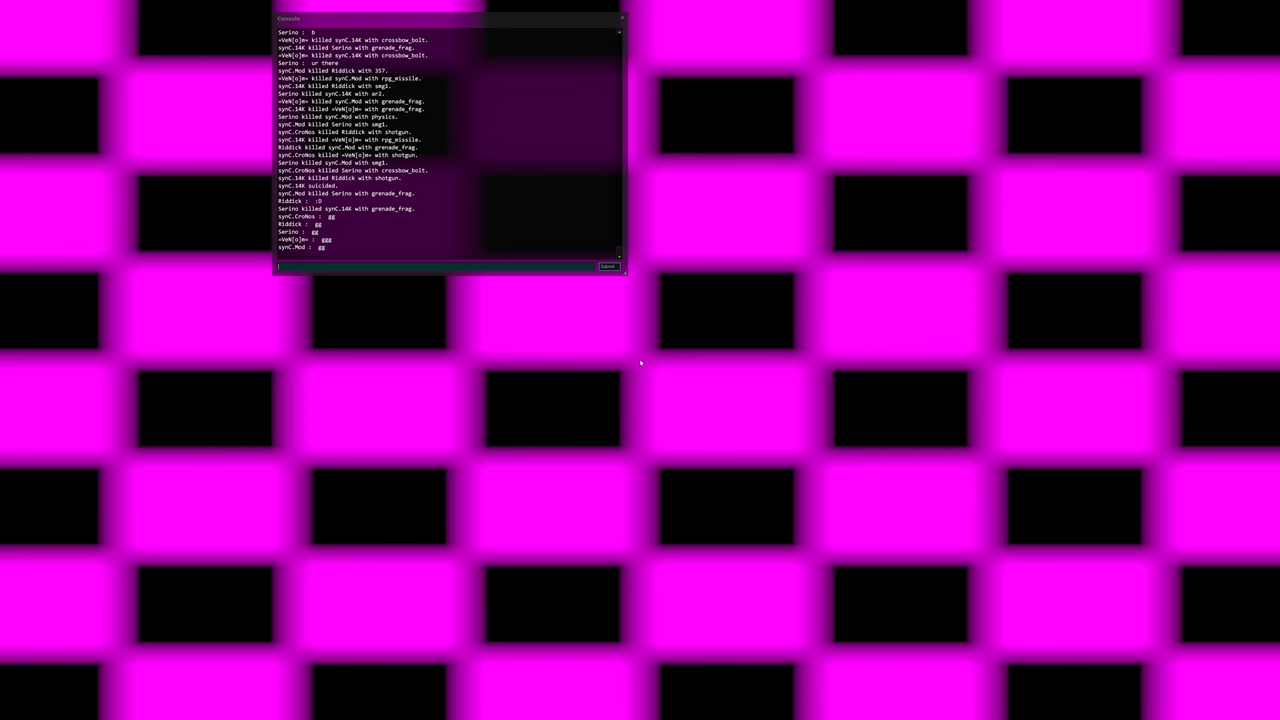 Console
Serino :  b
=VeN[o]m= killed synC.14K with crossbow_bolt.
synC.14K killed Serino with grenade_frag.
=VeN[o]m= killed synC.14K with crossbow_bolt.
Serino :  ur there
synC.Mod killed Riddick with 357.
=VeN[o]m= killed synC.Mod with rpg_missile.
synC.14K killed Riddick with smg1.
Serino killed synC.14K with ar2.
=VeN[o]m= killed synC.Mod with grenade_frag.
synC.14K killed =VeN[o]m= with grenade_frag.
Serino killed synC.Mod with physics.
synC.Mod killed Serino with smg1.
synC.CroNos killed Riddick with shotgun.
synC.14K killed =VeN[o]m= with rpg_missile.
Riddick killed synC.Mod with grenade_frag.
synC.CroNos killed =VeN[o]m= with shotgun.
Serino killed synC.Mod with smg1.
synC.CroNos killed Serino with crossbow_bolt.
synC.14K killed Riddick with shotgun.
synC.14K suicided.
synC.Mod killed Serino with grenade_frag.
Riddick :  :D
Serino killed synC.14K with grenade_frag.
synC.CroNos :  gg
Riddick :  gg
Serino :  gg
=VeN[o]m= :  ggg
synC.Mod :  gg
Submit